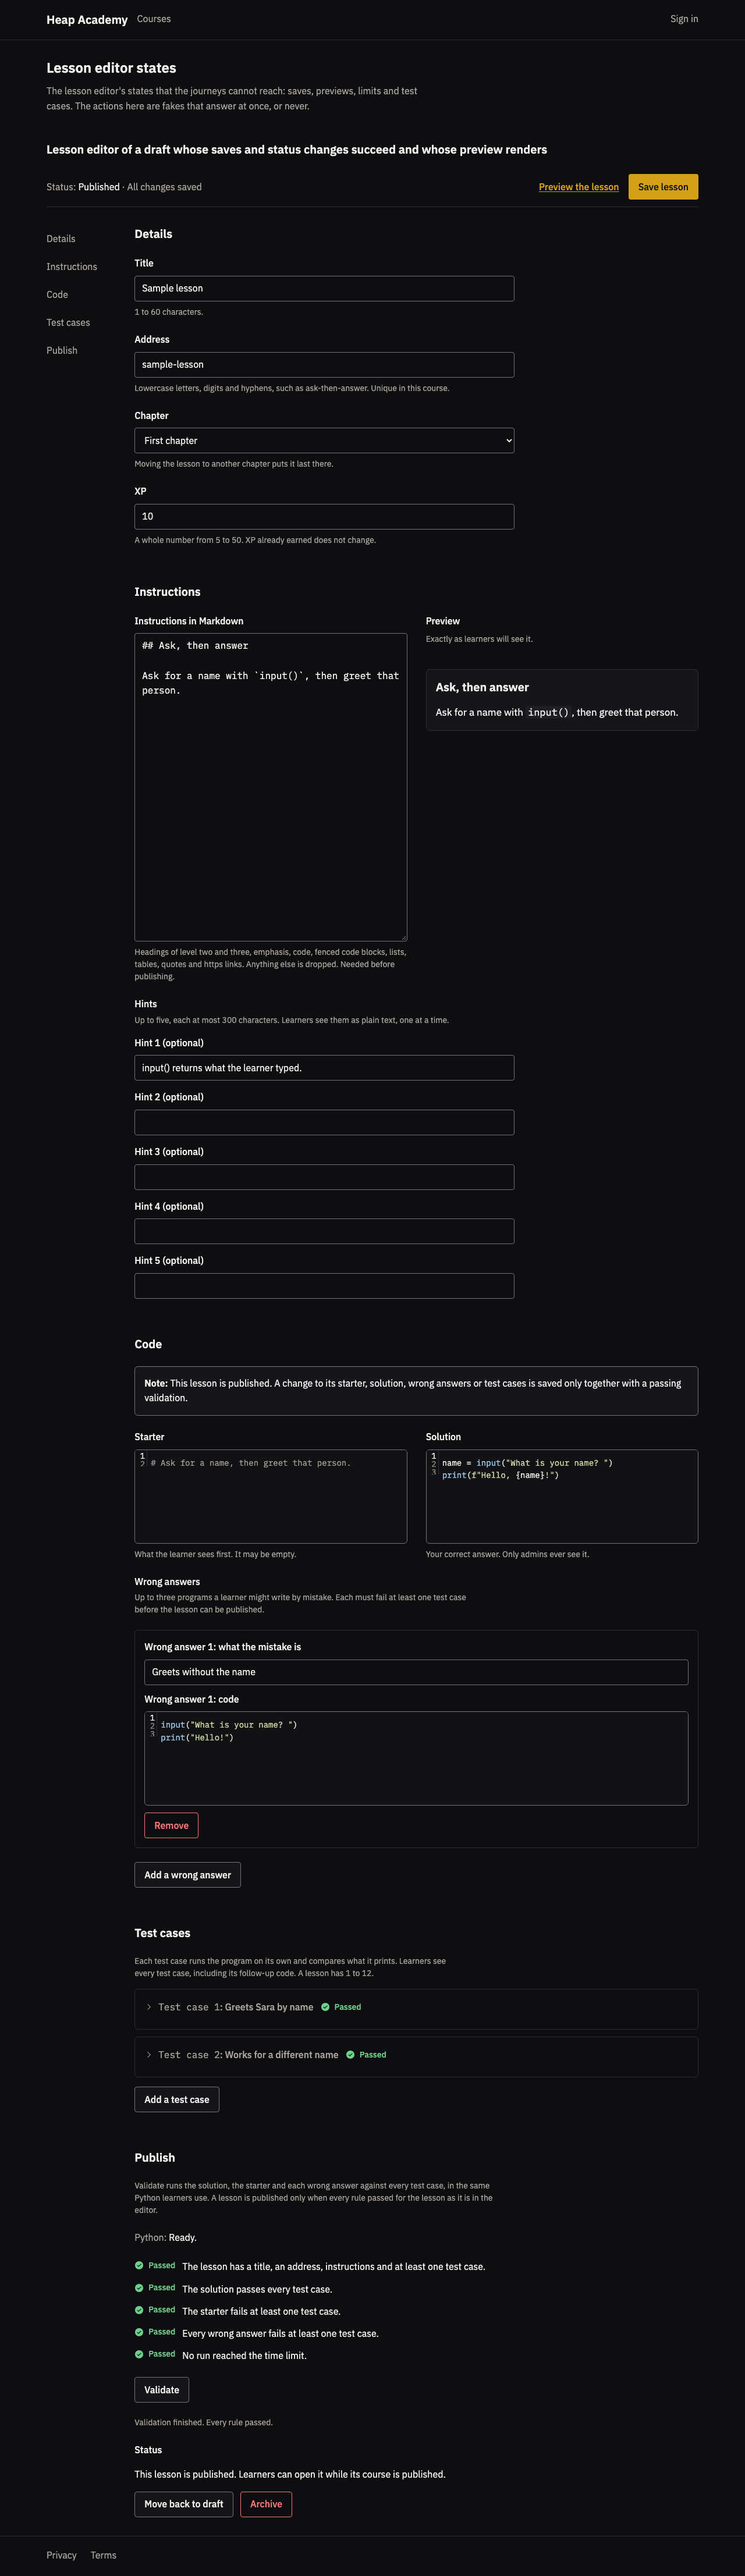 Heap Academy Courses Sign in
Lesson editor states
The lesson editor's states that the journeys cannot reach: saves, previews, limits and test
cases. The actions here are fakes that answer at once, or never.
Lesson editor of a draft whose saves and status changes succeed and whose preview renders
Status: Published · All changes saved
Preview the lesson
Save lesson
Details
Instructions
Code
Test cases
Publish
Details
Title
Sample lesson
1 to 60 characters.
Address
sample-lesson
Lowercase letters, digits and hyphens, such as ask-then-answer. Unique in this course.
Chapter
First chapter
Moving the lesson to another chapter puts it last there.
XP
10
A whole number from 5 to 50. XP already earned does not change.
Instructions
Instructions in Markdown
## Ask, then answer
Ask for a name with `input()`, then greet that
person.
Headings of level two and three, emphasis, code, fenced code blocks, lists,
tables, quotes and https links. Anything else is dropped. Needed before
publishing.
Preview
Exactly as learners will see it.
Ask, then answer
Ask for a name with input(), then greet that person.
Hints
Up to five, each at most 300 characters. Learners see them as plain text, one at a time.
Hint 1 (optional)
input() returns what the learner typed.
Hint 2 (optional)
Hint 3 (optional)
Hint 4 (optional)
Hint 5 (optional)
Code
Note: This lesson is published. A change to its starter, solution, wrong answers or test cases is saved only together with a passing
validation.
Starter
1
2
# Ask for a name, then greet that person.
What the learner sees first. It may be empty.
Solution
1
2
3
name = input("What is your name? ")
print(f"Hello, {name}!")
Your correct answer. Only admins ever see it.
Wrong answers
Up to three programs a learner might write by mistake. Each must fail at least one test case
before the lesson can be published.
Wrong answer 1: what the mistake is
Greets without the name
Wrong answer 1: code
1
2
3
input("What is your name? ")
print("Hello!")
Remove
Add a wrong answer
Test cases
Each test case runs the program on its own and compares what it prints. Learners see
every test case, including its follow-up code. A lesson has 1 to 12.
Test case 1: Greets Sara by name Passed
Test case 2: Works for a different name Passed
Add a test case
Publish
Validate runs the solution, the starter and each wrong answer against every test case, in the same
Python learners use. A lesson is published only when every rule passed for the lesson as it is in the
editor.
Python: Ready.
Passed The lesson has a title, an address, instructions and at least one test case.
Passed The solution passes every test case.
Passed The starter fails at least one test case.
Passed Every wrong answer fails at least one test case.
Passed No run reached the time limit.
Validate
Validation finished. Every rule passed.
Status
This lesson is published. Learners can open it while its course is published.
Move back to draft
Archive
Privacy Terms